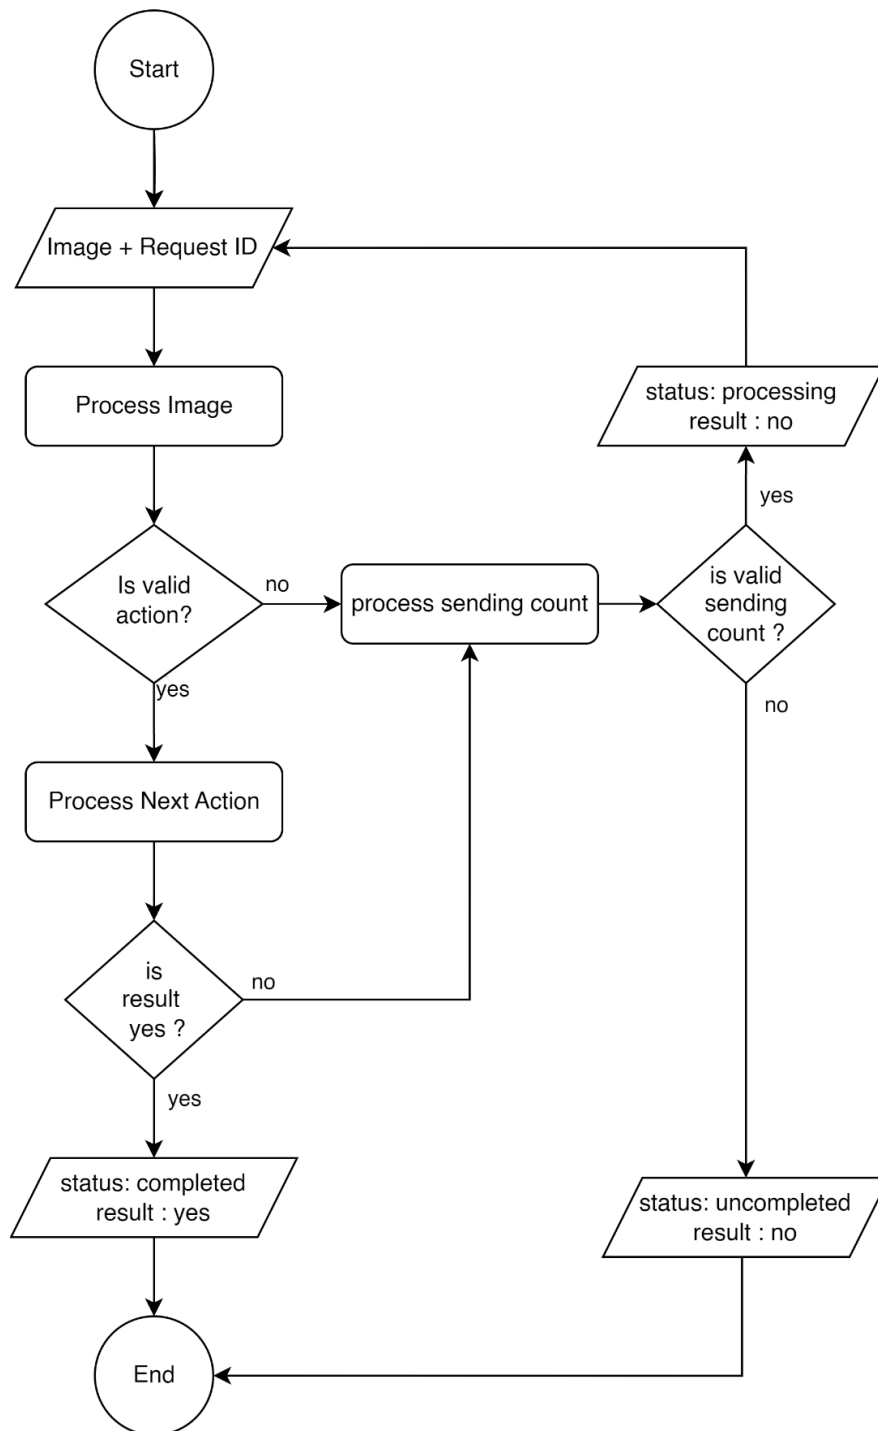 Start
Image + Request ID
Process Image
status: processing
result : no
yes
Is valid
action?
no
process sending count
is valid
sending
count ?
yes
no
Process Next Action
is
result
yes ?
no
yes
status: completed
result : yes
status: uncompleted
result : no
End